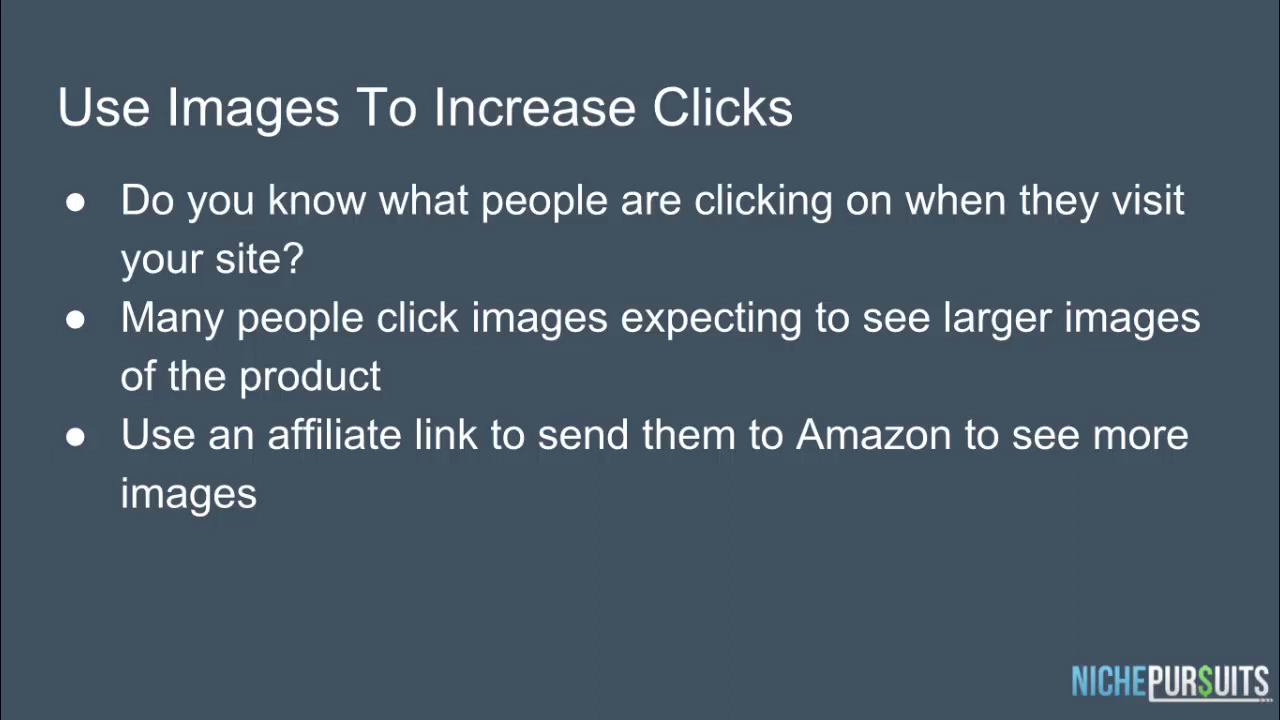 Use Images To Increase Clicks
● Do you know what people are clicking on when they visit
your site?
● Many people click images expecting to see larger images
of the product
● Use an affiliate link to send them to Amazon to see more
images
NICHEPUR$UITS